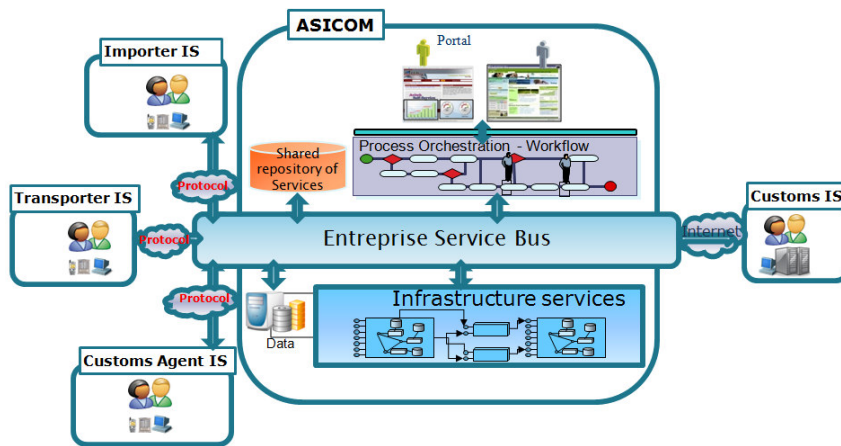 ASICOM
Importer IS
Portal
Process Orchestration - Workflow
Shared
repository of
Services
Protocol
Transporter IS
Protocol
Entreprise Service Bus
Internet
Customs IS
Protocol
Infrastructure services
Data
Customs Agent IS